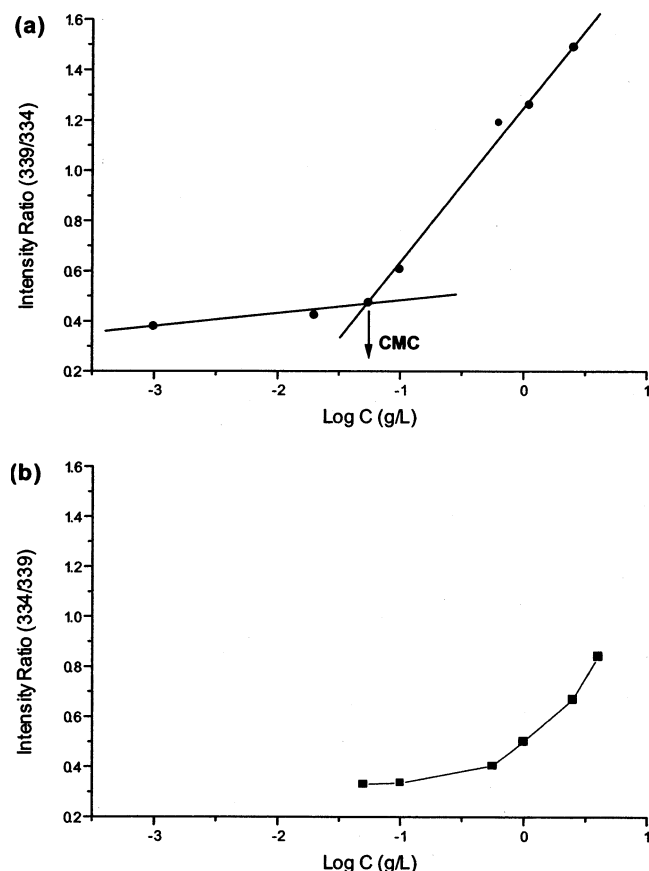 (a)
Intensity Ratio (339/334)
1.6
1.4
1.2
1.0
0.8
0.6
0.4
0.2
CMC
-3 -2 -1 0 1
Log C (g/L)
(b)
Intensity Ratio (334/339)
1.6
1.4
1.2
1.0
0.8
0.6
0.4
0.2
-3 -2 -1 0 1
Log C (g/L)